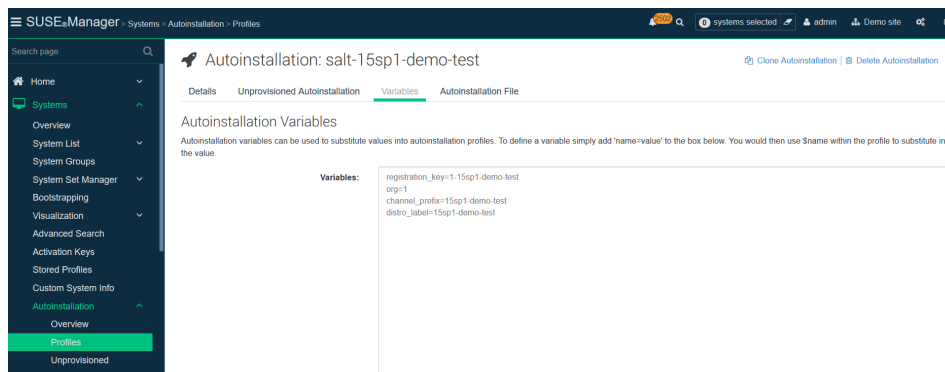 SUSE®Manager > Systems > Autoinstallation > Profiles
2502
0 systems selected
admin
Demo site
Search page
Home
Systems
Overview
System List
System Groups
System Set Manager
Bootstrapping
Visualization
Advanced Search
Activation Keys
Stored Profiles
Custom System Info
Autoinstallation
Overview
Profiles
Unprovisioned
Autoinstallation: salt-15sp1-demo-test
Clone Autoinstallation | Delete Autoinstallation
Details Unprovisioned Autoinstallation Variables Autoinstallation File
Autoinstallation Variables
Autoinstallation variables can be used to substitute values into autoinstallation profiles. To define a variable simply add 'name=value' to the box below. You would then use $name within the profile to substitute in
the value.
Variables:
registration_key=1-15sp1-demo-test
org=1
channel_prefix=15sp1-demo-test
distro_label=15sp1-demo-test